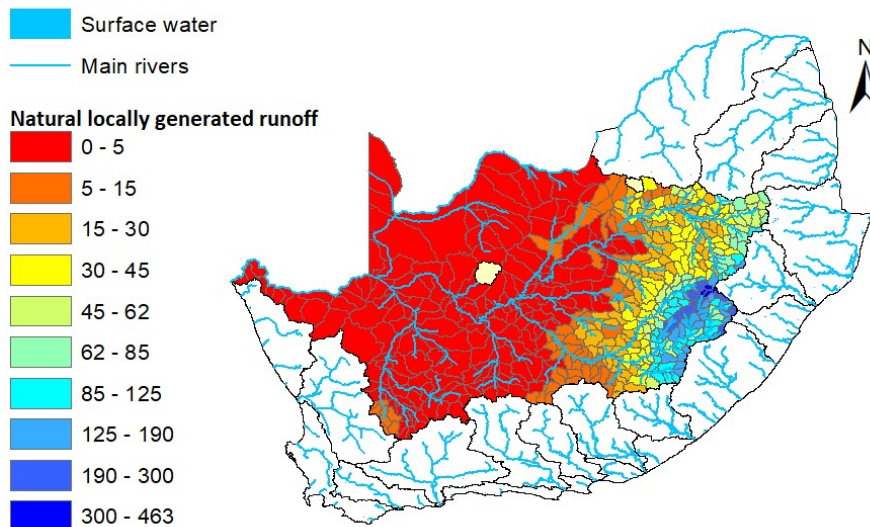 Surface water
Main rivers
N
Natural locally generated runoff
0 - 5
5 - 15
15 - 30
30 - 45
45 - 62
62 - 85
85 - 125
125 - 190
190 - 300
300 - 463